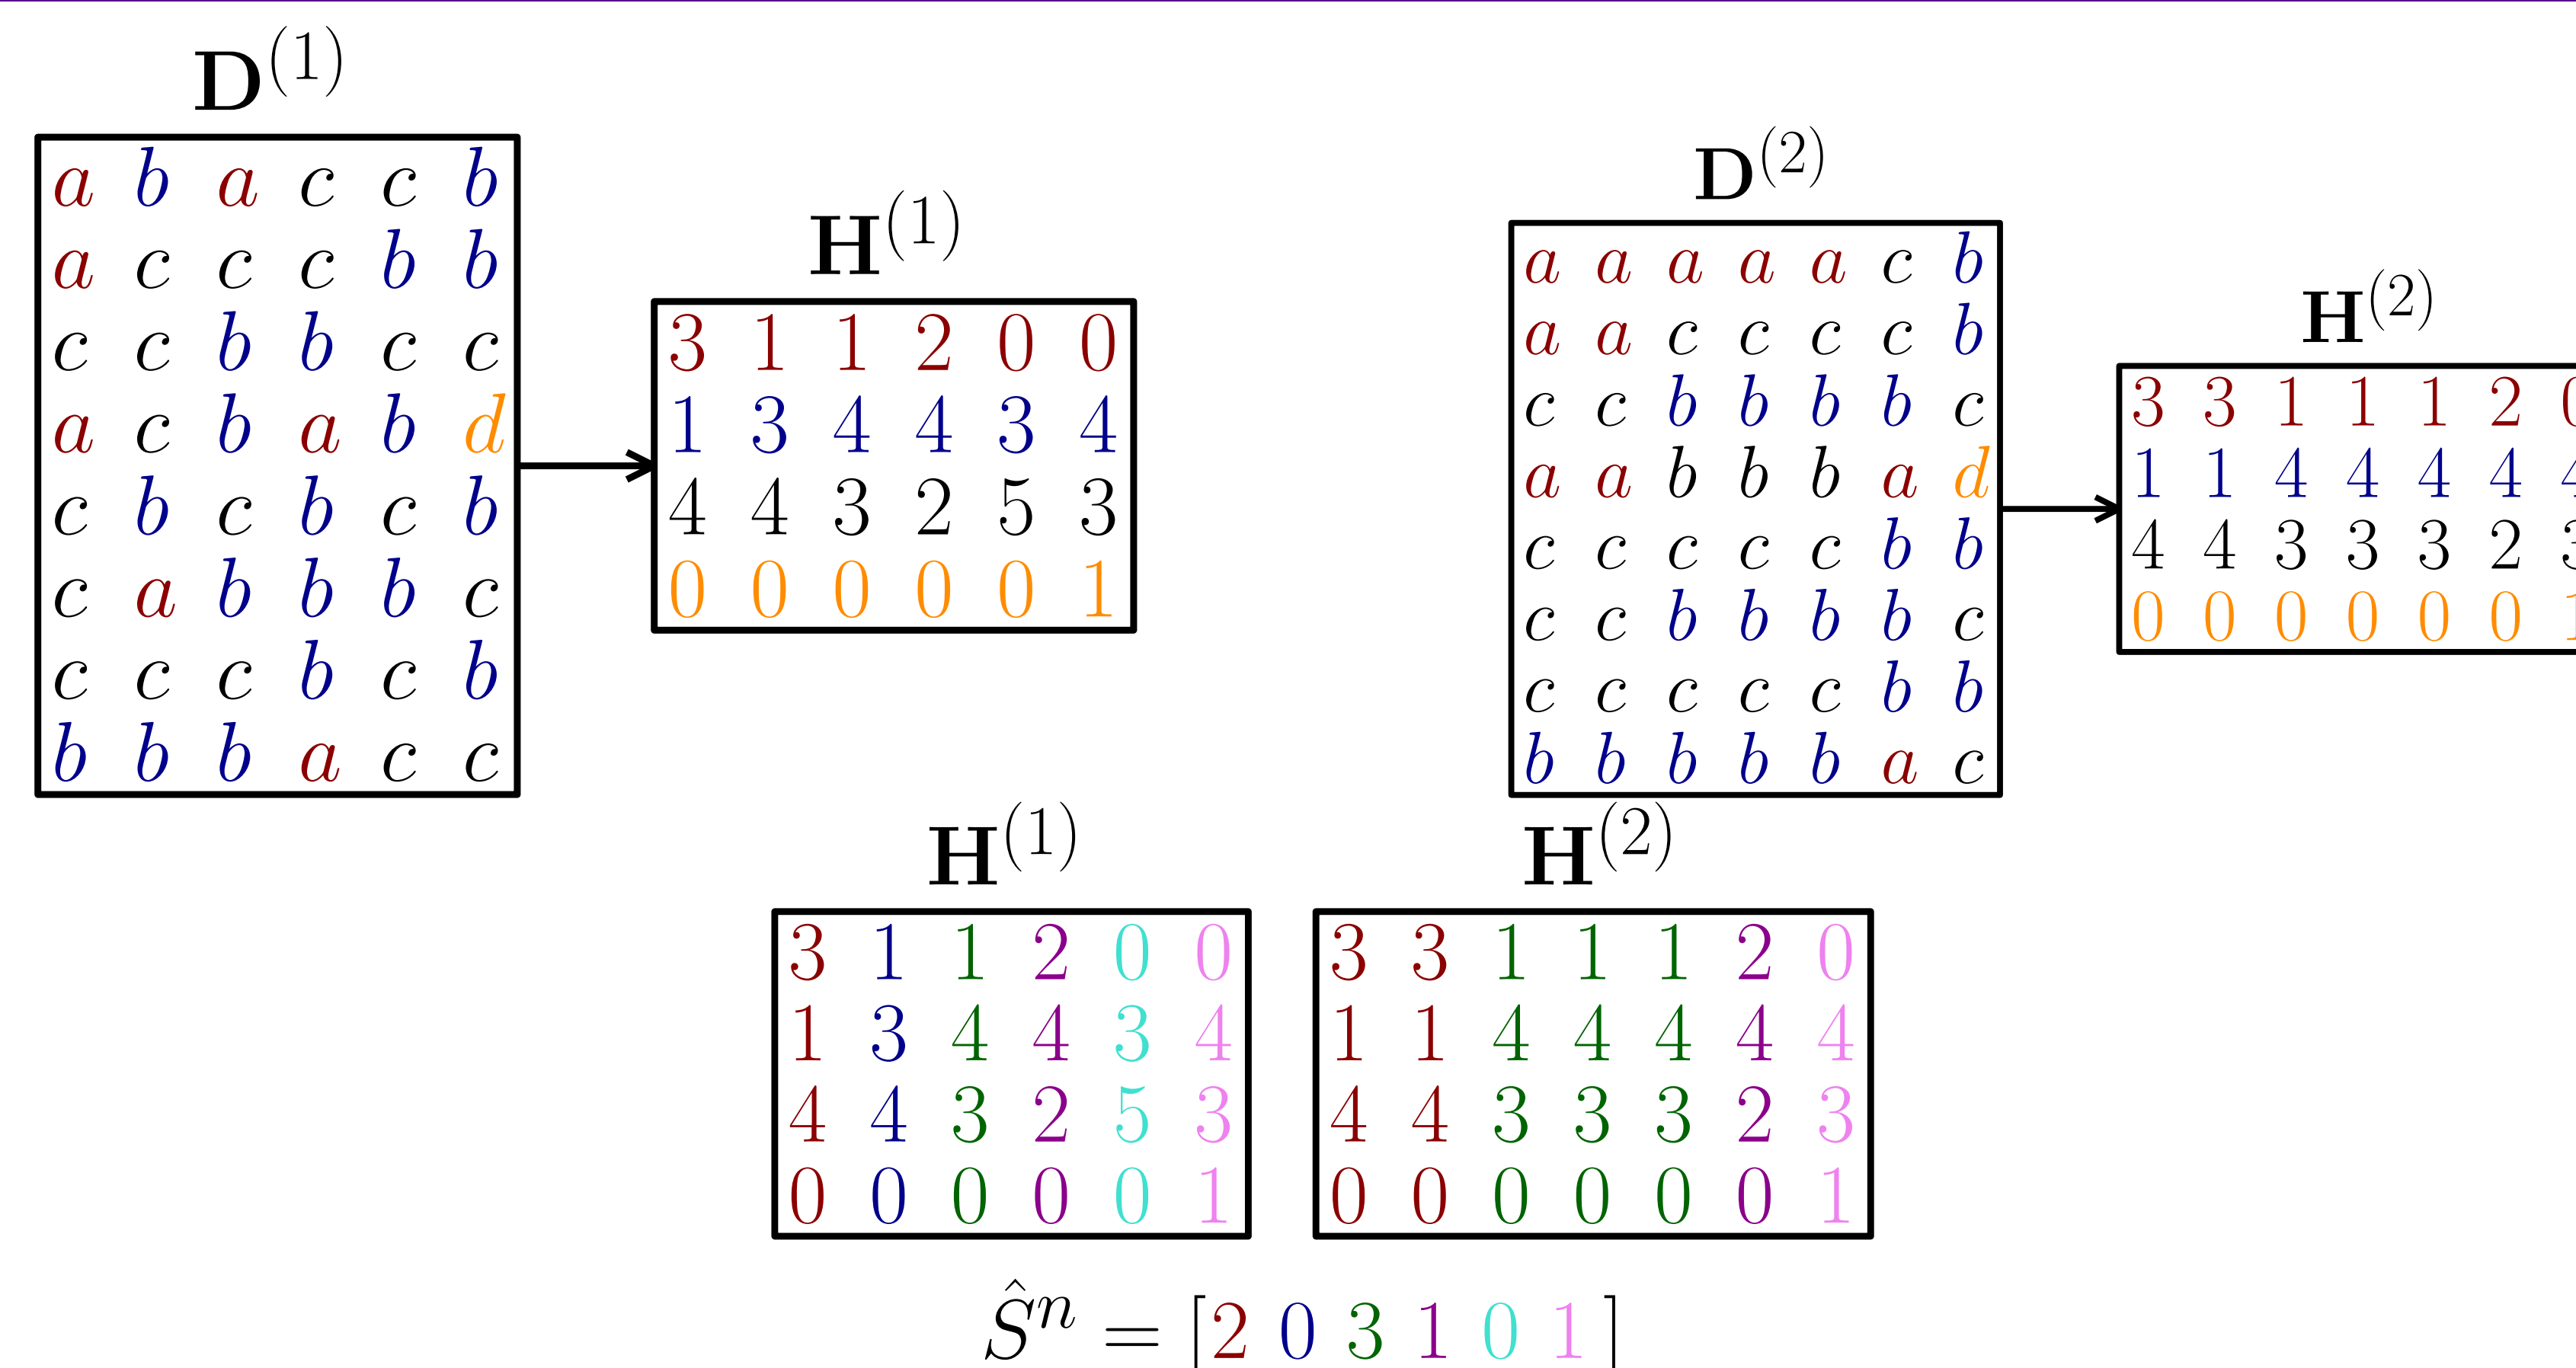 D^(1)
a b a c c b
a c c c b b
c c b b c c
a c b a b d
c b c b c b
c a b b b c
c c c b c b
b b b a c c
H^(1)
3 1 1 2 0 0
1 3 4 4 3 4
4 4 3 2 5 3
0 0 0 0 0 1
D^(2)
a a a a a c b
a a c c c c b
c c b b b b c
a a b b b a d
c c c c c b b
c c b b b b c
c c c c c b b
b b b b b a c
H^(2)
3 3 1 1 1 2 0
1 1 4 4 4 4 4
4 4 3 3 3 2 3
0 0 0 0 0 0 1
H^(1)
3 1 1 2 0 0
1 3 4 4 3 4
4 4 3 2 5 3
0 0 0 0 0 1
H^(2)
3 3 1 1 1 2 0
1 1 4 4 4 4 4
4 4 3 3 3 2 3
0 0 0 0 0 0 1
Ŝ^n = [2 0 3 1 0 1]